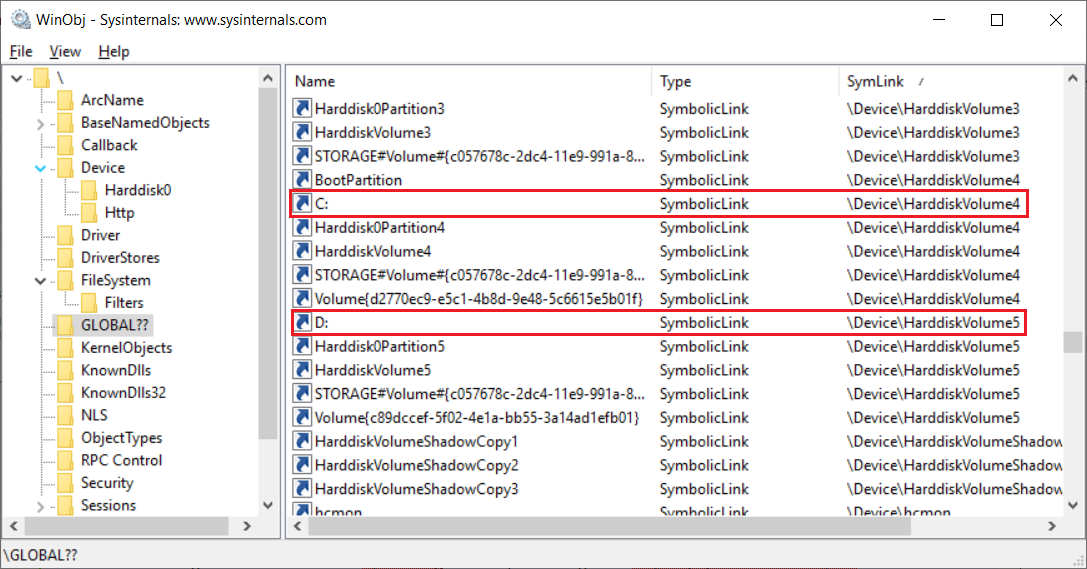 WinObj - Sysinternals: www.sysinternals.com
File View Help
\
ArcName
BaseNamedObjects
Callback
Device
Harddisk0
Http
Driver
DriverStores
FileSystem
Filters
GLOBAL??
KernelObjects
KnownDlls
KnownDlls32
NLS
ObjectTypes
RPC Control
Security
Sessions
Name Type SymLink
Harddisk0Partition3 SymbolicLink \Device\HarddiskVolume3
HarddiskVolume3 SymbolicLink \Device\HarddiskVolume3
STORAGE#Volume#{c057678c-2dc4-11e9-991a-8... SymbolicLink \Device\HarddiskVolume3
BootPartition SymbolicLink \Device\HarddiskVolume4
C: SymbolicLink \Device\HarddiskVolume4
Harddisk0Partition4 SymbolicLink \Device\HarddiskVolume4
HarddiskVolume4 SymbolicLink \Device\HarddiskVolume4
STORAGE#Volume#{c057678c-2dc4-11e9-991a-8... SymbolicLink \Device\HarddiskVolume4
Volume{d2770ec9-e5c1-4b8d-9e48-5c6615e5b01f} SymbolicLink \Device\HarddiskVolume4
D: SymbolicLink \Device\HarddiskVolume5
Harddisk0Partition5 SymbolicLink \Device\HarddiskVolume5
HarddiskVolume5 SymbolicLink \Device\HarddiskVolume5
STORAGE#Volume#{c057678c-2dc4-11e9-991a-8... SymbolicLink \Device\HarddiskVolume5
Volume{c89dccef-5f02-4e1a-bb55-3a14ad1efb01} SymbolicLink \Device\HarddiskVolume5
HarddiskVolumeShadowCopy1 SymbolicLink \Device\HarddiskVolumeShadow
HarddiskVolumeShadowCopy2 SymbolicLink \Device\HarddiskVolumeShadow
HarddiskVolumeShadowCopy3 SymbolicLink \Device\HarddiskVolumeShadow
hcmon SymbolicLink \Device\hcmon
\GLOBAL??